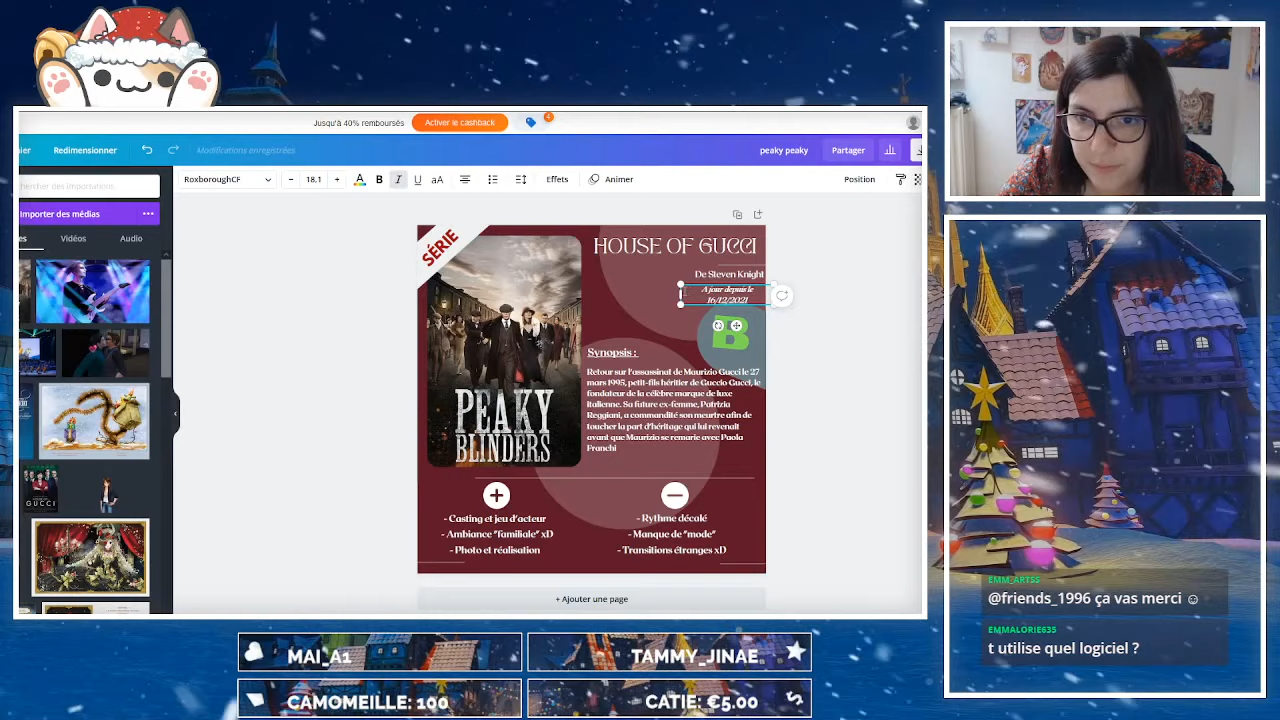 Jusqu'à 40% remboursés
Activer le cashback
4
ier
Redimensionner
Modifications enregistrées
peaky peaky
Partager
hercher des importations
RoxboroughCF
– 18,1 +
A B I U aA
Effets
Animer
Position
Importer des médias
es
Vidéos
Audio
SÉRIE
HOUSE OF GUCCI
De Steven Knight
A jour depuis le
16/12/2021
B
PEAKY
BLINDERS
Synopsis :
Retour sur l'assassinat de Maurizio Gucci le 27
mars 1995, petit-fils héritier de Guccio Gucci, le
fondateur de la célèbre marque de luxe
italienne. Sa future ex-femme, Patrizia
Reggiani, a commandité son meurtre afin de
toucher la part d'héritage qui lui revenait
avant que Maurizio se remarie avec Paola
Franchi
- Casting et jeu d'acteur
- Ambiance "familiale" xD
- Photo et réalisation
- Rythme décalé
- Manque de "mode"
- Transitions étranges xD
GUCCI
+ Ajouter une page
EMM_ARTSS
@friends_1996 ça vas merci ☺
EMMALORIE635
t utilise quel logiciel ?
MAI_A1
TAMMY_JINAE
CAMOMEILLE: 100
CATIE: €5.00